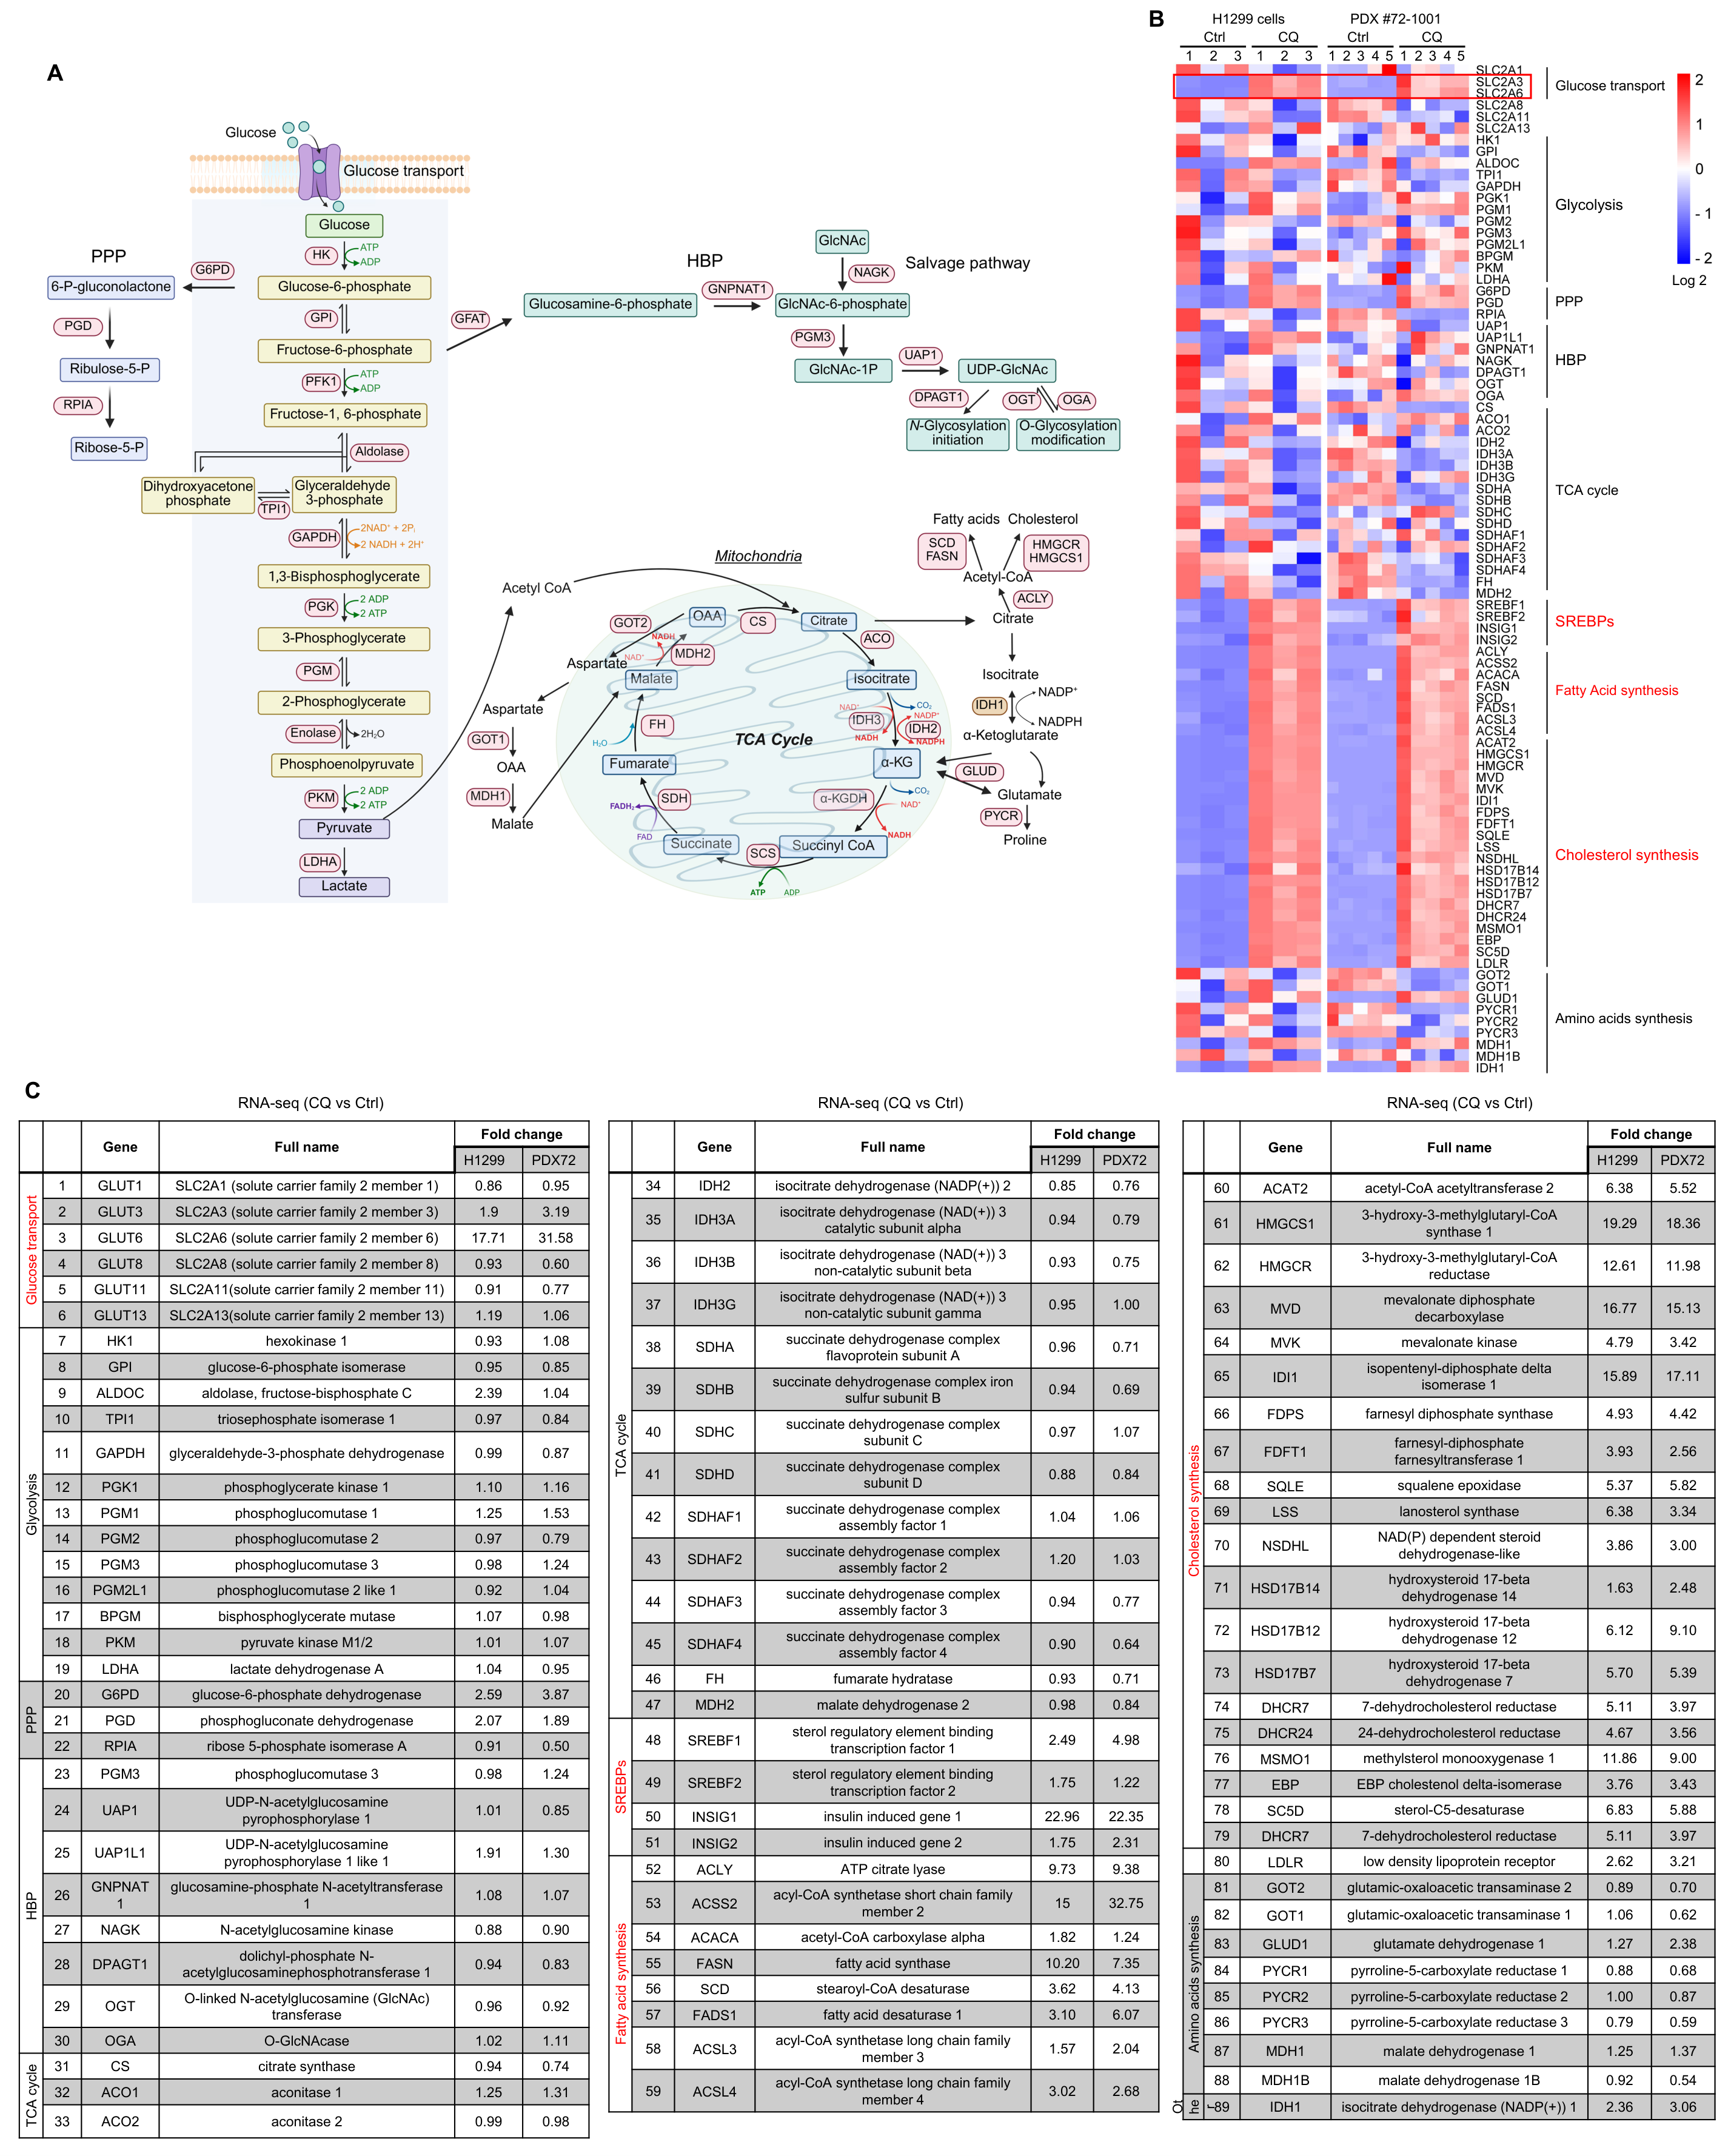 A
Glucose
Glucose transport
Glucose
HK
ATP
ADP
PPP
G6PD
6-P-gluconolactone
Glucose-6-phosphate
PGD
GPI
Ribulose-5-P
Fructose-6-phosphate
RPIA
PFK1
ATP
ADP
Ribose-5-P
Fructose-1, 6-phosphate
Aldolase
Dihydroxyacetone
phosphate
TPI1
Glyceraldehyde
3-phosphate
GAPDH
2NAD⁺ + 2Pᵢ
2 NADH + 2H⁺
1,3-Bisphosphoglycerate
PGK
2 ADP
2 ATP
3-Phosphoglycerate
PGM
2-Phosphoglycerate
Enolase
2H₂O
Phosphoenolpyruvate
PKM
2 ADP
2 ATP
Pyruvate
LDHA
Lactate
HBP
GFAT
Glucosamine-6-phosphate
GNPNAT1
GlcNAc
NAGK
Salvage pathway
GlcNAc-6-phosphate
PGM3
GlcNAc-1P
UAP1
UDP-GlcNAc
DPAGT1
OGT
OGA
N-Glycosylation
initiation
O-Glycosylation
modification
Mitochondria
Acetyl CoA
TCA Cycle
OAA
CS
Citrate
ACO
Isocitrate
NAD⁺
NADH
IDH3
CO₂
NADP⁺
IDH2
NADPH
α-KG
CO₂
α-KGDH
NAD⁺
NADH
Succinyl CoA
SCS
ATP
ADP
Succinate
SDH
FADH₂
FAD
Fumarate
FH
H₂O
Malate
MDH2
NADH
NAD⁺
GOT2
Aspartate
Aspartate
GOT1
OAA
MDH1
Malate
Fatty acids
Cholesterol
SCD
FASN
HMGCR
HMGCS1
Acetyl-CoA
ACLY
Citrate
Isocitrate
IDH1
NADP⁺
NADPH
α-Ketoglutarate
GLUD
Glutamate
PYCR
Proline
B
H1299 cells
PDX #72-1001
Ctrl CQ Ctrl CQ
1 2 3 1 2 3 1 2 3 4 5 1 2 3 4 5
SLC2A1
SLC2A3
SLC2A6
SLC2A8
SLC2A11
SLC2A13
HK1
GPI
ALDOC
TPI1
GAPDH
PGK1
PGM1
PGM2
PGM3
PGM2L1
BPGM
PKM
LDHA
G6PD
PGD
RPIA
UAP1
UAP1L1
GNPNAT1
NAGK
DPAGT1
OGT
OGA
CS
ACO1
ACO2
IDH2
IDH3A
IDH3B
IDH3G
SDHA
SDHB
SDHC
SDHD
SDHAF1
SDHAF2
SDHAF3
SDHAF4
FH
MDH2
SREBF1
SREBF2
INSIG1
INSIG2
ACLY
ACSS2
ACACA
FASN
SCD
FADS1
ACSL3
ACSL4
ACAT2
HMGCS1
HMGCR
MVD
MVK
IDI1
FDPS
FDFT1
SQLE
LSS
NSDHL
HSD17B14
HSD17B12
HSD17B7
DHCR7
DHCR24
MSMO1
EBP
SC5D
LDLR
GOT2
GOT1
GLUD1
PYCR1
PYCR2
PYCR3
MDH1
MDH1B
IDH1
Glucose transport
Glycolysis
PPP
HBP
TCA cycle
SREBPs
Fatty Acid synthesis
Cholesterol synthesis
Amino acids synthesis
2
1
0
- 1
- 2
Log 2
C
RNA-seq (CQ vs Ctrl)
Gene Full name Fold change
H1299 PDX72
Glucose transport
1 GLUT1 SLC2A1 (solute carrier family 2 member 1) 0.86 0.95
2 GLUT3 SLC2A3 (solute carrier family 2 member 3) 1.9 3.19
3 GLUT6 SLC2A6 (solute carrier family 2 member 6) 17.71 31.58
4 GLUT8 SLC2A8 (solute carrier family 2 member 8) 0.93 0.60
5 GLUT11 SLC2A11(solute carrier family 2 member 11) 0.91 0.77
6 GLUT13 SLC2A13(solute carrier family 2 member 13) 1.19 1.06
Glycolysis
7 HK1 hexokinase 1 0.93 1.08
8 GPI glucose-6-phosphate isomerase 0.95 0.85
9 ALDOC aldolase, fructose-bisphosphate C 2.39 1.04
10 TPI1 triosephosphate isomerase 1 0.97 0.84
11 GAPDH glyceraldehyde-3-phosphate dehydrogenase 0.99 0.87
12 PGK1 phosphoglycerate kinase 1 1.10 1.16
13 PGM1 phosphoglucomutase 1 1.25 1.53
14 PGM2 phosphoglucomutase 2 0.97 0.79
15 PGM3 phosphoglucomutase 3 0.98 1.24
16 PGM2L1 phosphoglucomutase 2 like 1 0.92 1.04
17 BPGM bisphosphoglycerate mutase 1.07 0.98
18 PKM pyruvate kinase M1/2 1.01 1.07
19 LDHA lactate dehydrogenase A 1.04 0.95
PPP
20 G6PD glucose-6-phosphate dehydrogenase 2.59 3.87
21 PGD phosphogluconate dehydrogenase 2.07 1.89
22 RPIA ribose 5-phosphate isomerase A 0.91 0.50
HBP
23 PGM3 phosphoglucomutase 3 0.98 1.24
24 UAP1 UDP-N-acetylglucosamine
pyrophosphorylase 1 1.01 0.85
25 UAP1L1 UDP-N-acetylglucosamine
pyrophosphorylase 1 like 1 1.91 1.30
26 GNPNAT
1 glucosamine-phosphate N-acetyltransferase
1 1.08 1.07
27 NAGK N-acetylglucosamine kinase 0.88 0.90
28 DPAGT1 dolichyl-phosphate N-
acetylglucosaminephosphotransferase 1 0.94 0.83
29 OGT O-linked N-acetylglucosamine (GlcNAc)
transferase 0.96 0.92
30 OGA O-GlcNAcase 1.02 1.11
TCA cycle
31 CS citrate synthase 0.94 0.74
32 ACO1 aconitase 1 1.25 1.31
33 ACO2 aconitase 2 0.99 0.98
RNA-seq (CQ vs Ctrl)
Gene Full name Fold change
H1299 PDX72
TCA cycle
34 IDH2 isocitrate dehydrogenase (NADP(+)) 2 0.85 0.76
35 IDH3A isocitrate dehydrogenase (NAD(+)) 3
catalytic subunit alpha 0.94 0.79
36 IDH3B isocitrate dehydrogenase (NAD(+)) 3
non-catalytic subunit beta 0.93 0.75
37 IDH3G isocitrate dehydrogenase (NAD(+)) 3
non-catalytic subunit gamma 0.95 1.00
38 SDHA succinate dehydrogenase complex
flavoprotein subunit A 0.96 0.71
39 SDHB succinate dehydrogenase complex iron
sulfur subunit B 0.94 0.69
40 SDHC succinate dehydrogenase complex
subunit C 0.97 1.07
41 SDHD succinate dehydrogenase complex
subunit D 0.88 0.84
42 SDHAF1 succinate dehydrogenase complex
assembly factor 1 1.04 1.06
43 SDHAF2 succinate dehydrogenase complex
assembly factor 2 1.20 1.03
44 SDHAF3 succinate dehydrogenase complex
assembly factor 3 0.94 0.77
45 SDHAF4 succinate dehydrogenase complex
assembly factor 4 0.90 0.64
46 FH fumarate hydratase 0.93 0.71
47 MDH2 malate dehydrogenase 2 0.98 0.84
SREBPs
48 SREBF1 sterol regulatory element binding
transcription factor 1 2.49 4.98
49 SREBF2 sterol regulatory element binding
transcription factor 2 1.75 1.22
50 INSIG1 insulin induced gene 1 22.96 22.35
51 INSIG2 insulin induced gene 2 1.75 2.31
Fatty acid synthesis
52 ACLY ATP citrate lyase 9.73 9.38
53 ACSS2 acyl-CoA synthetase short chain family
member 2 15 32.75
54 ACACA acetyl-CoA carboxylase alpha 1.82 1.24
55 FASN fatty acid synthase 10.20 7.35
56 SCD stearoyl-CoA desaturase 3.62 4.13
57 FADS1 fatty acid desaturase 1 3.10 6.07
58 ACSL3 acyl-CoA synthetase long chain family
member 3 1.57 2.04
59 ACSL4 acyl-CoA synthetase long chain family
member 4 3.02 2.68
RNA-seq (CQ vs Ctrl)
Gene Full name Fold change
H1299 PDX72
Cholesterol synthesis
60 ACAT2 acetyl-CoA acetyltransferase 2 6.38 5.52
61 HMGCS1 3-hydroxy-3-methylglutaryl-CoA
synthase 1 19.29 18.36
62 HMGCR 3-hydroxy-3-methylglutaryl-CoA
reductase 12.61 11.98
63 MVD mevalonate diphosphate
decarboxylase 16.77 15.13
64 MVK mevalonate kinase 4.79 3.42
65 IDI1 isopentenyl-diphosphate delta
isomerase 1 15.89 17.11
66 FDPS farnesyl diphosphate synthase 4.93 4.42
67 FDFT1 farnesyl-diphosphate
farnesyltransferase 1 3.93 2.56
68 SQLE squalene epoxidase 5.37 5.82
69 LSS lanosterol synthase 6.38 3.34
70 NSDHL NAD(P) dependent steroid
dehydrogenase-like 3.86 3.00
71 HSD17B14 hydroxysteroid 17-beta
dehydrogenase 14 1.63 2.48
72 HSD17B12 hydroxysteroid 17-beta
dehydrogenase 12 6.12 9.10
73 HSD17B7 hydroxysteroid 17-beta
dehydrogenase 7 5.70 5.39
74 DHCR7 7-dehydrocholesterol reductase 5.11 3.97
75 DHCR24 24-dehydrocholesterol reductase 4.67 3.56
76 MSMO1 methylsterol monooxygenase 1 11.86 9.00
77 EBP EBP cholestenol delta-isomerase 3.76 3.43
78 SC5D sterol-C5-desaturase 6.83 5.88
79 DHCR7 7-dehydrocholesterol reductase 5.11 3.97
80 LDLR low density lipoprotein receptor 2.62 3.21
Amino acids synthesis
81 GOT2 glutamic-oxaloacetic transaminase 2 0.89 0.70
82 GOT1 glutamic-oxaloacetic transaminase 1 1.06 0.62
83 GLUD1 glutamate dehydrogenase 1 1.27 2.38
84 PYCR1 pyrroline-5-carboxylate reductase 1 0.88 0.68
85 PYCR2 pyrroline-5-carboxylate reductase 2 1.00 0.87
86 PYCR3 pyrroline-5-carboxylate reductase 3 0.79 0.59
87 MDH1 malate dehydrogenase 1 1.25 1.37
88 MDH1B malate dehydrogenase 1B 0.92 0.54
Ot
he
r
89 IDH1 isocitrate dehydrogenase (NADP(+)) 1 2.36 3.06